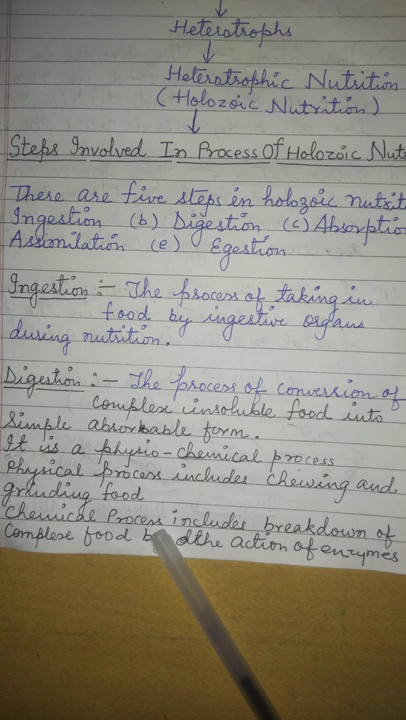 Heterotrophs
Heterotrophic Nutrition
(Holozoic Nutrition)
Steps Involved In Process Of Holozoic Nut
There are five steps in holozoic nutrit
Ingestion (b) Digestion (c) Absorptio
Assimilation (e) Egestion
Ingestion :- The process of taking in
food by ingestive organs
during nutrition.
Digestion :- The process of conversion of
complex insoluble food into
simple absorbable form.
It is a physio-chemical process
Physical process includes chewing and
grinding food
Chemical Process includes breakdown of
Complex food b the action of enzymes